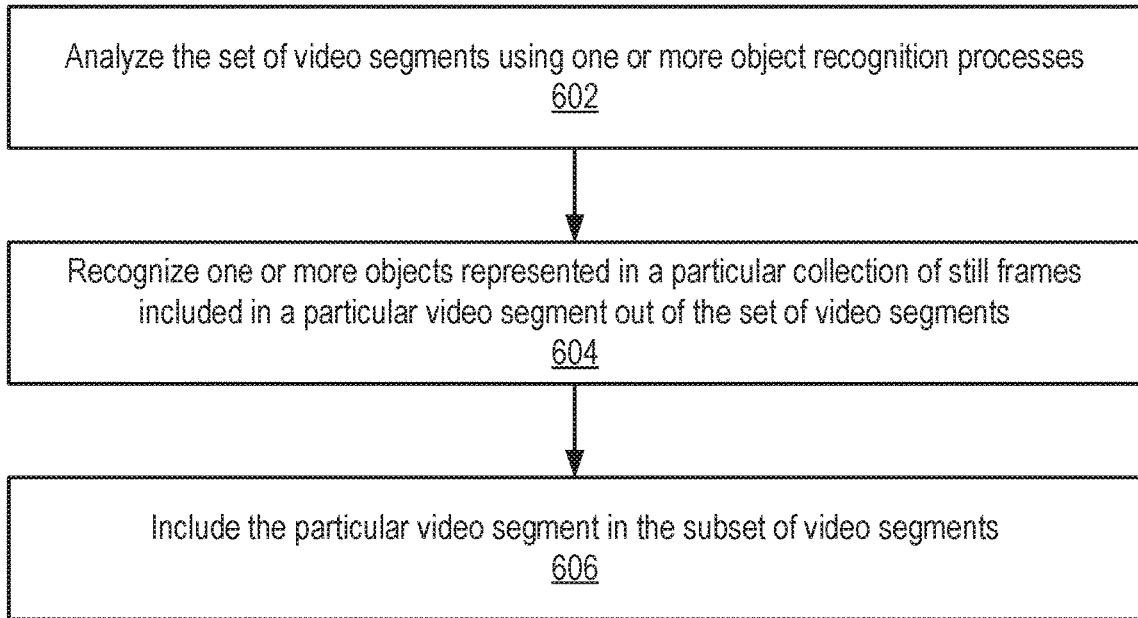 Analyze the set of video segments using one or more object recognition processes
602
Recognize one or more objects represented in a particular collection of still frames
included in a particular video segment out of the set of video segments
604
Include the particular video segment in the subset of video segments
606